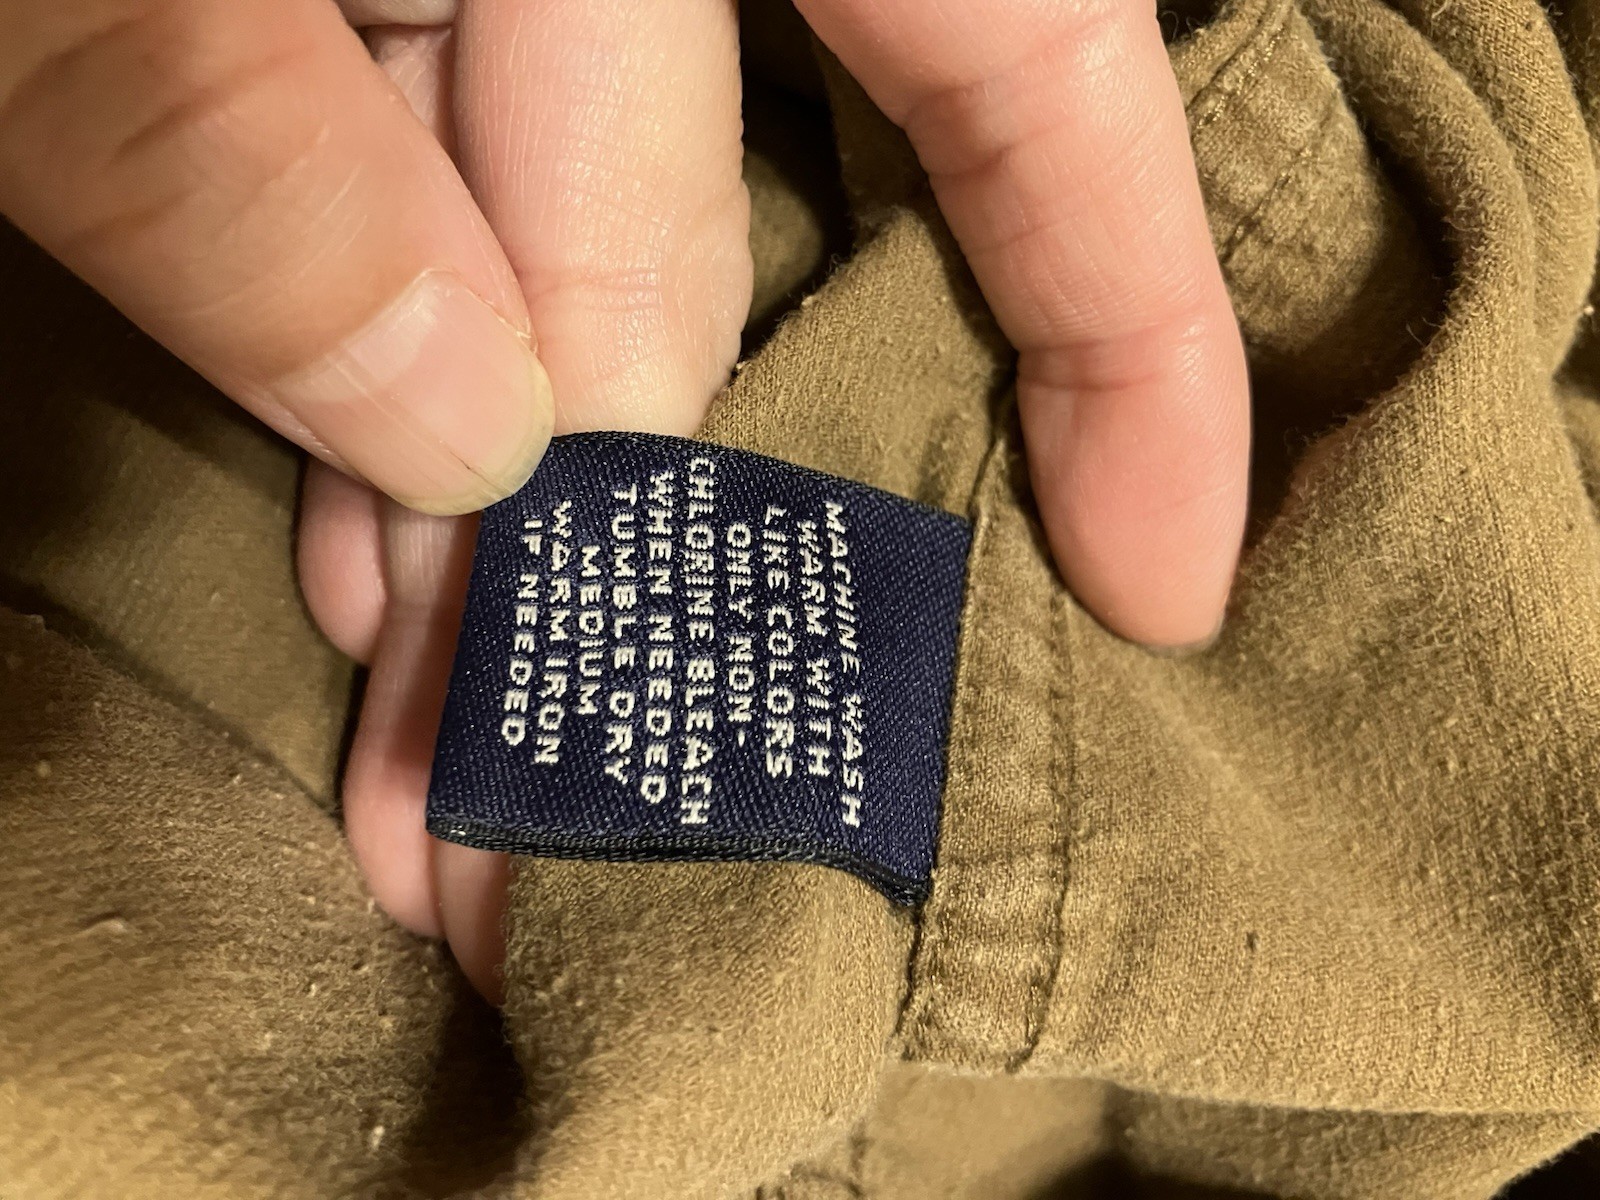 MACHINE WASH
WARM WITH
LIKE COLORS
ONLY NON-
CHLORINE BLEACH
WHEN NEEDED
TUMBLE DRY
MEDIUM
WARM IRON
IF NEEDED